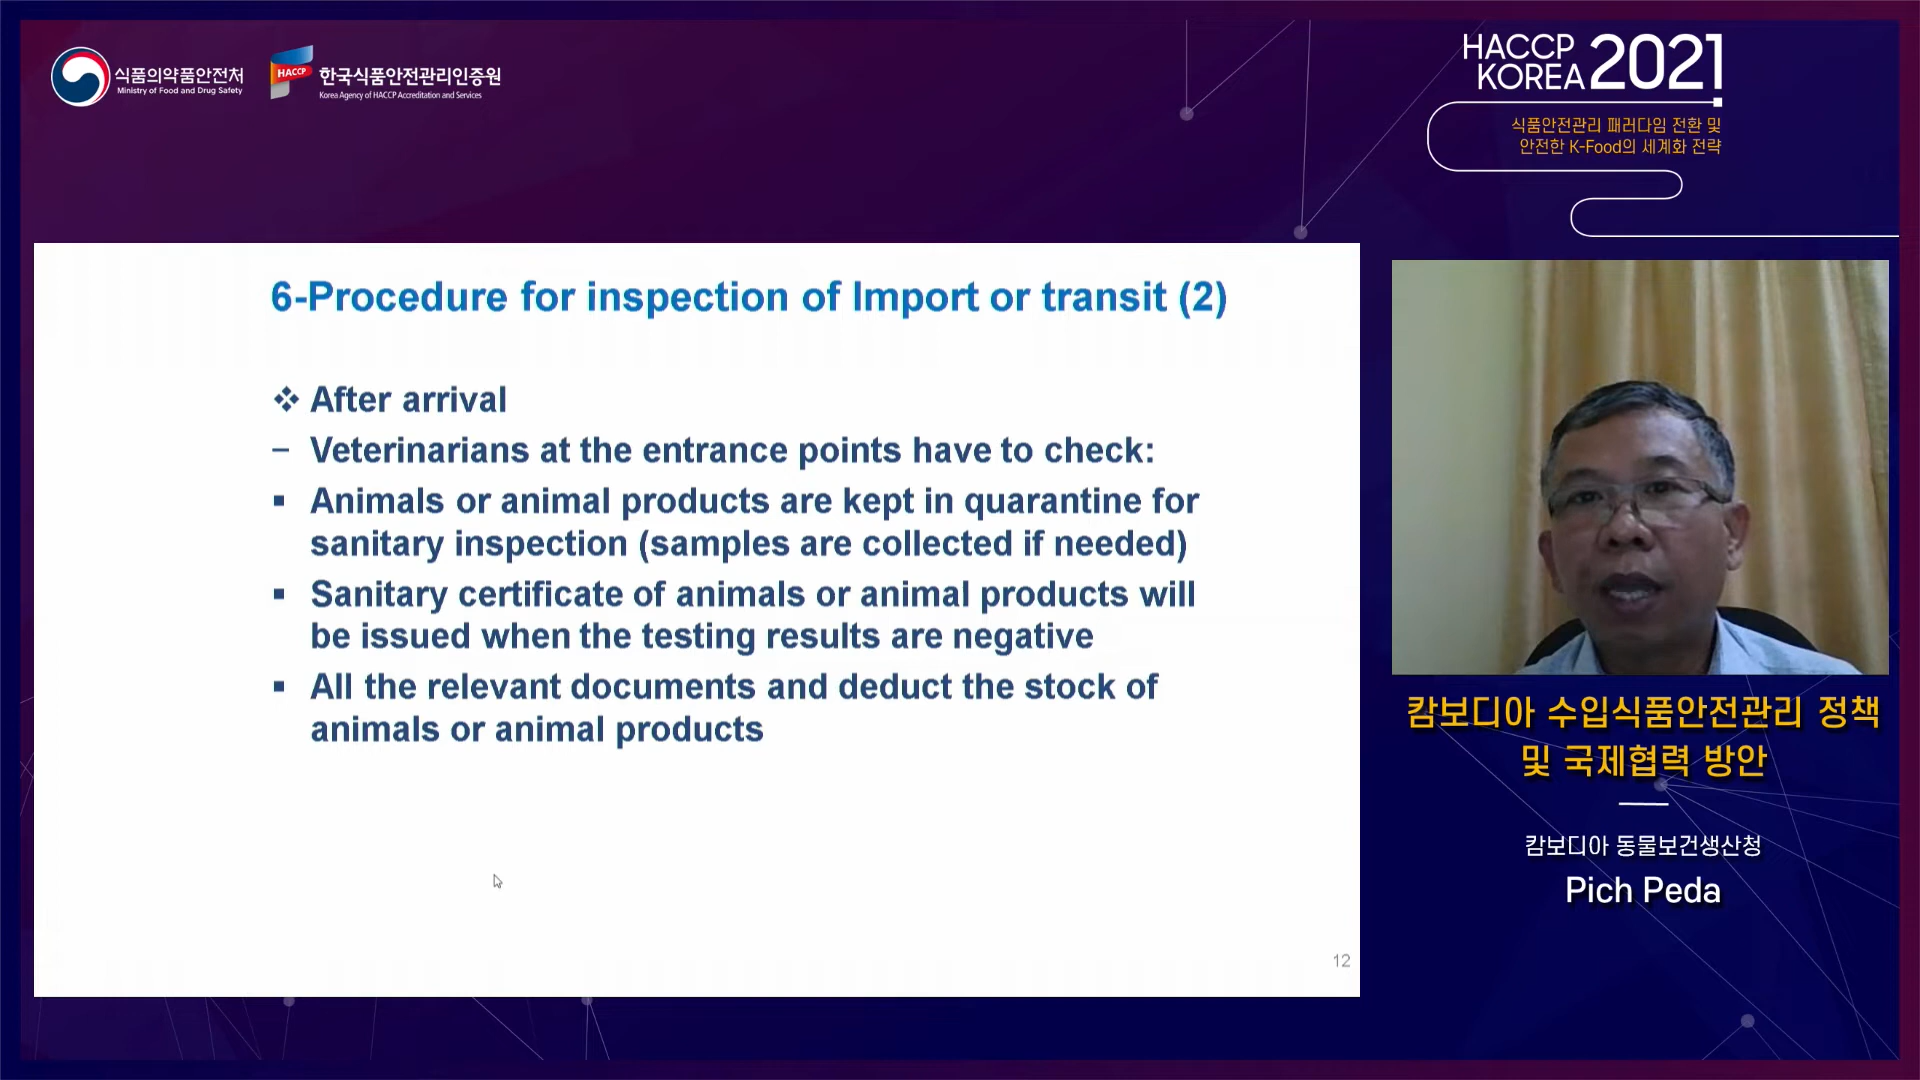 식품의약품안전처
Ministry of Food and Drug Safety
HACCP
한국식품안전관리인증원
Korea Agency of HACCP Accreditation and Services
HACCP
KOREA 2021
식품안전관리 패러다임 전환 및
안전한 K-Food의 세계화 전략
6-Procedure for inspection of Import or transit (2)
❖ After arrival
– Veterinarians at the entrance points have to check:
▪ Animals or animal products are kept in quarantine for
sanitary inspection (samples are collected if needed)
▪ Sanitary certificate of animals or animal products will
be issued when the testing results are negative
▪ All the relevant documents and deduct the stock of
animals or animal products
12
캄보디아 수입식품안전관리 정책
및 국제협력 방안
캄보디아 동물보건생산청
Pich Peda